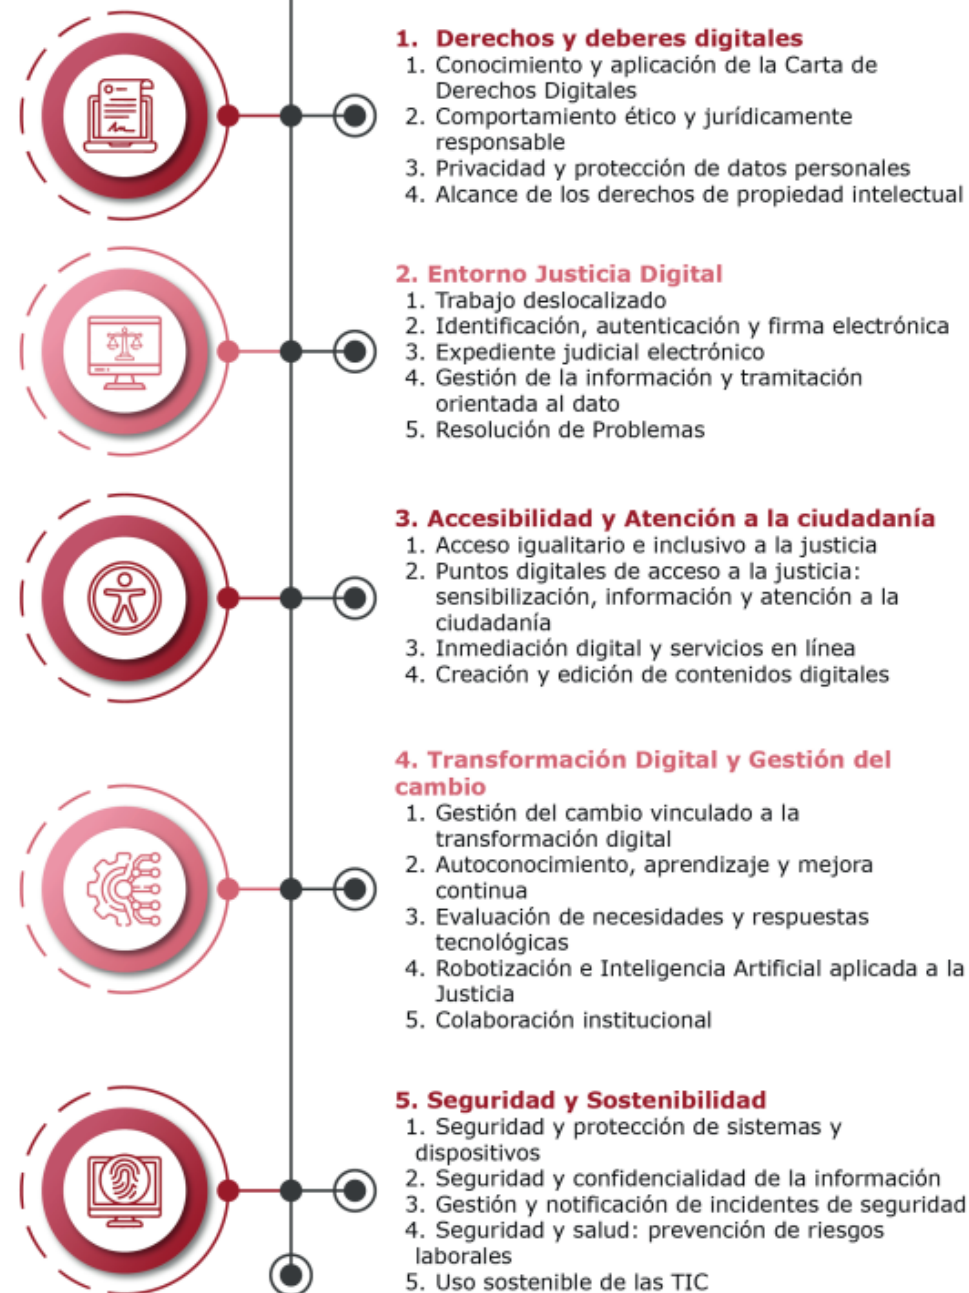 1. Derechos y deberes digitales
1. Conocimiento y aplicación de la Carta de
Derechos Digitales
2. Comportamiento ético y jurídicamente
responsable
3. Privacidad y protección de datos personales
4. Alcance de los derechos de propiedad intelectual
2. Entorno Justicia Digital
1. Trabajo deslocalizado
2. Identificación, autenticación y firma electrónica
3. Expediente judicial electrónico
4. Gestión de la información y tramitación
orientada al dato
5. Resolución de Problemas
3. Accesibilidad y Atención a la ciudadanía
1. Acceso igualitario e inclusivo a la justicia
2. Puntos digitales de acceso a la justicia:
sensibilización, información y atención a la
ciudadanía
3. Inmediación digital y servicios en línea
4. Creación y edición de contenidos digitales
4. Transformación Digital y Gestión del
cambio
1. Gestión del cambio vinculado a la
transformación digital
2. Autoconocimiento, aprendizaje y mejora
continua
3. Evaluación de necesidades y respuestas
tecnológicas
4. Robotización e Inteligencia Artificial aplicada a la
Justicia
5. Colaboración institucional
5. Seguridad y Sostenibilidad
1. Seguridad y protección de sistemas y
dispositivos
2. Seguridad y confidencialidad de la información
3. Gestión y notificación de incidentes de seguridad
4. Seguridad y salud: prevención de riesgos
laborales
5. Uso sostenible de las TIC